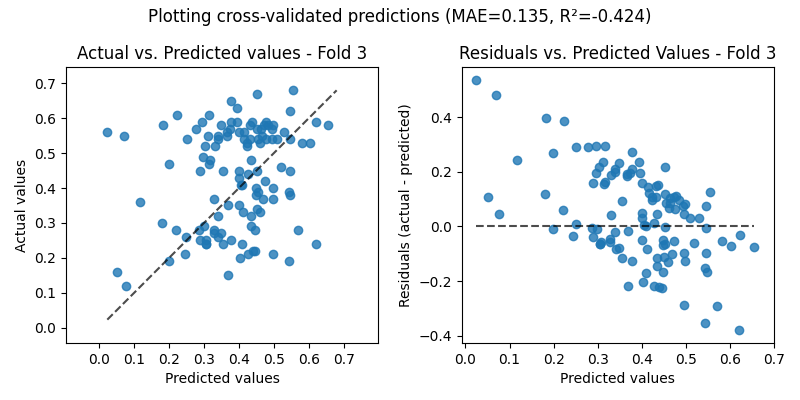 Plotting cross-validated predictions (MAE=0.135, R²=-0.424)
Actual vs. Predicted values - Fold 3
Actual values
0.7
0.6
0.5
0.4
0.3
0.2
0.1
0.0
0.0 0.1 0.2 0.3 0.4 0.5 0.6 0.7
Predicted values
Residuals vs. Predicted Values - Fold 3
Residuals (actual - predicted)
0.4
0.2
0.0
−0.2
−0.4
0.0 0.1 0.2 0.3 0.4 0.5 0.6 0.7
Predicted values